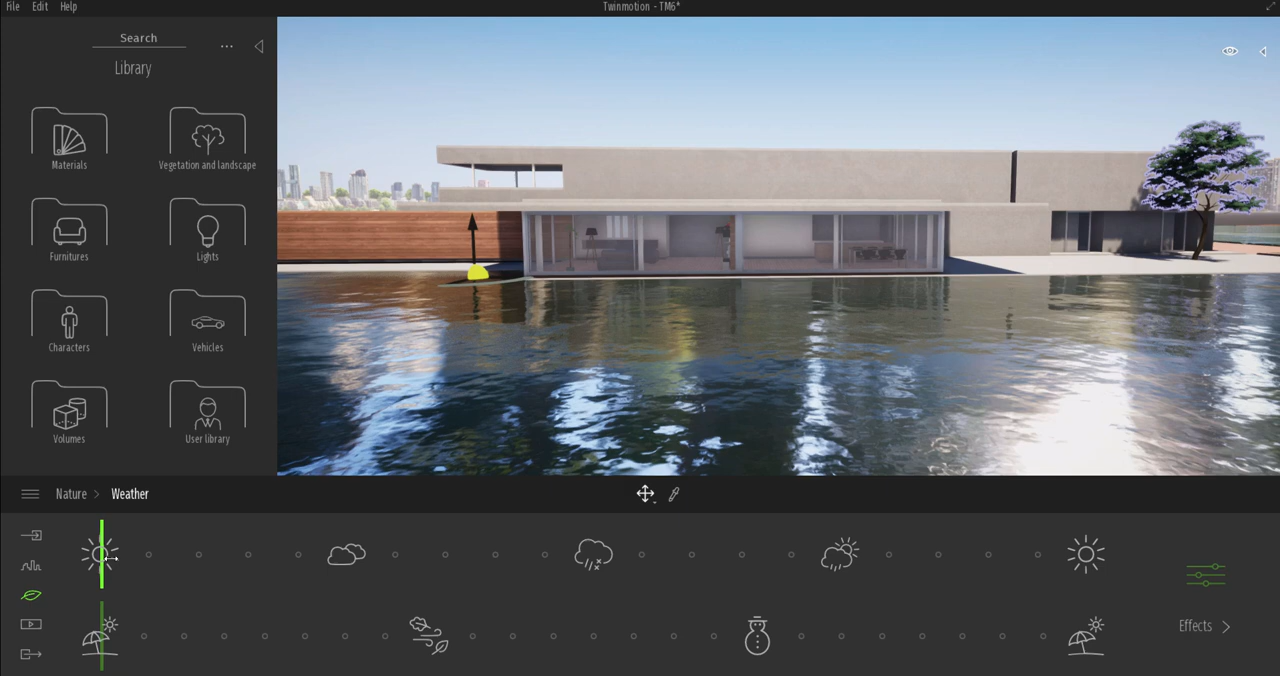 File Edit Help
Twinmotion - TM6*
Search
...
Library
Materials
Vegetation and landscape
Furnitures
Lights
Characters
Vehicles
Volumes
User library
Nature > Weather
Effects